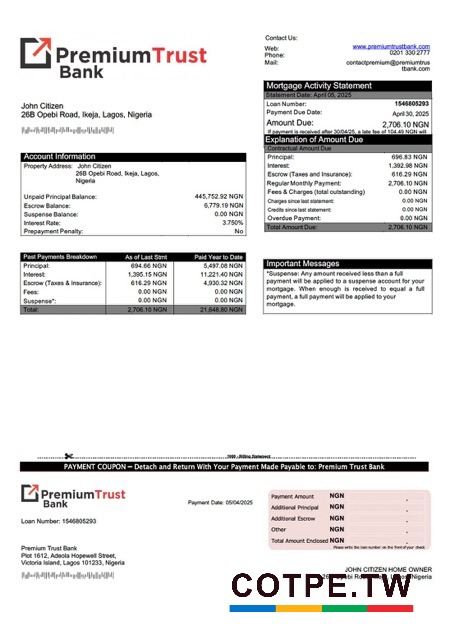 PremiumTrust
Bank
Contact Us:
Web: www.premiumtrustbank.com
Phone: 0201 330 2777
Mail: contactpremium@premiumtrus
tbank.com
John Citizen
26B Opebi Road, Ikeja, Lagos, Nigeria
Mortgage Activity Statement
Statement Date: April 05, 2025
Loan Number: 1546805293
Payment Due Date: April 30, 2025
Amount Due: 2,706.10 NGN
If payment is received after 30/04/25, a late fee of 104.49 NGN will
Explanation of Amount Due
Contractual Amount Due
Principal: 696.83 NGN
Interest: 1,392.98 NGN
Escrow (Taxes and Insurance): 616.29 NGN
Regular Monthly Payment: 2,706.10 NGN
Fees & Charges (total outstanding) 0.00 NGN
Charges since last statement: 0.00 NGN
Credits since last statement: 0.00 NGN
Overdue Payment: 0.00 NGN
Total Amount Due: 2,706.10 NGN
Account Information
Property Address: John Citizen
26B Opebi Road, Ikeja, Lagos,
Nigeria
Unpaid Principal Balance: 445,752.92 NGN
Escrow Balance: 6,779.19 NGN
Suspense Balance: 0.00 NGN
Interest Rate: 3.750%
Prepayment Penalty: No
Past Payments Breakdown As of Last Stmt Paid Year to Date
Principal: 694.66 NGN 5,497.08 NGN
Interest: 1,395.15 NGN 11,221.40 NGN
Escrow (Taxes & Insurance): 616.29 NGN 4,930.32 NGN
Fees: 0.00 NGN 0.00 NGN
Suspense*: 0.00 NGN 0.00 NGN
Total: 2,706.10 NGN 21,648.80 NGN
Important Messages
*Suspense: Any amount received less than a full
payment will be applied to a suspense account for your
mortgage. When enough is received to equal a full
payment, a full payment will be applied to your
mortgage.
Billing Statement
PAYMENT COUPON – Detach and Return With Your Payment Made Payable to: Premium Trust Bank
PremiumTrust
Bank
Payment Date: 05/04/2025
Loan Number: 1546805293
Payment Amount NGN
Additional Principal NGN
Additional Escrow NGN
Other NGN
Total Amount Enclosed NGN
Please write the loan number on the front of your check
Premium Trust Bank
Plot 1612, Adeola Hopewell Street,
Victoria Island, Lagos 101233, Nigeria
JOHN CITIZEN HOME OWNER
Nigeria
COTPE.TW